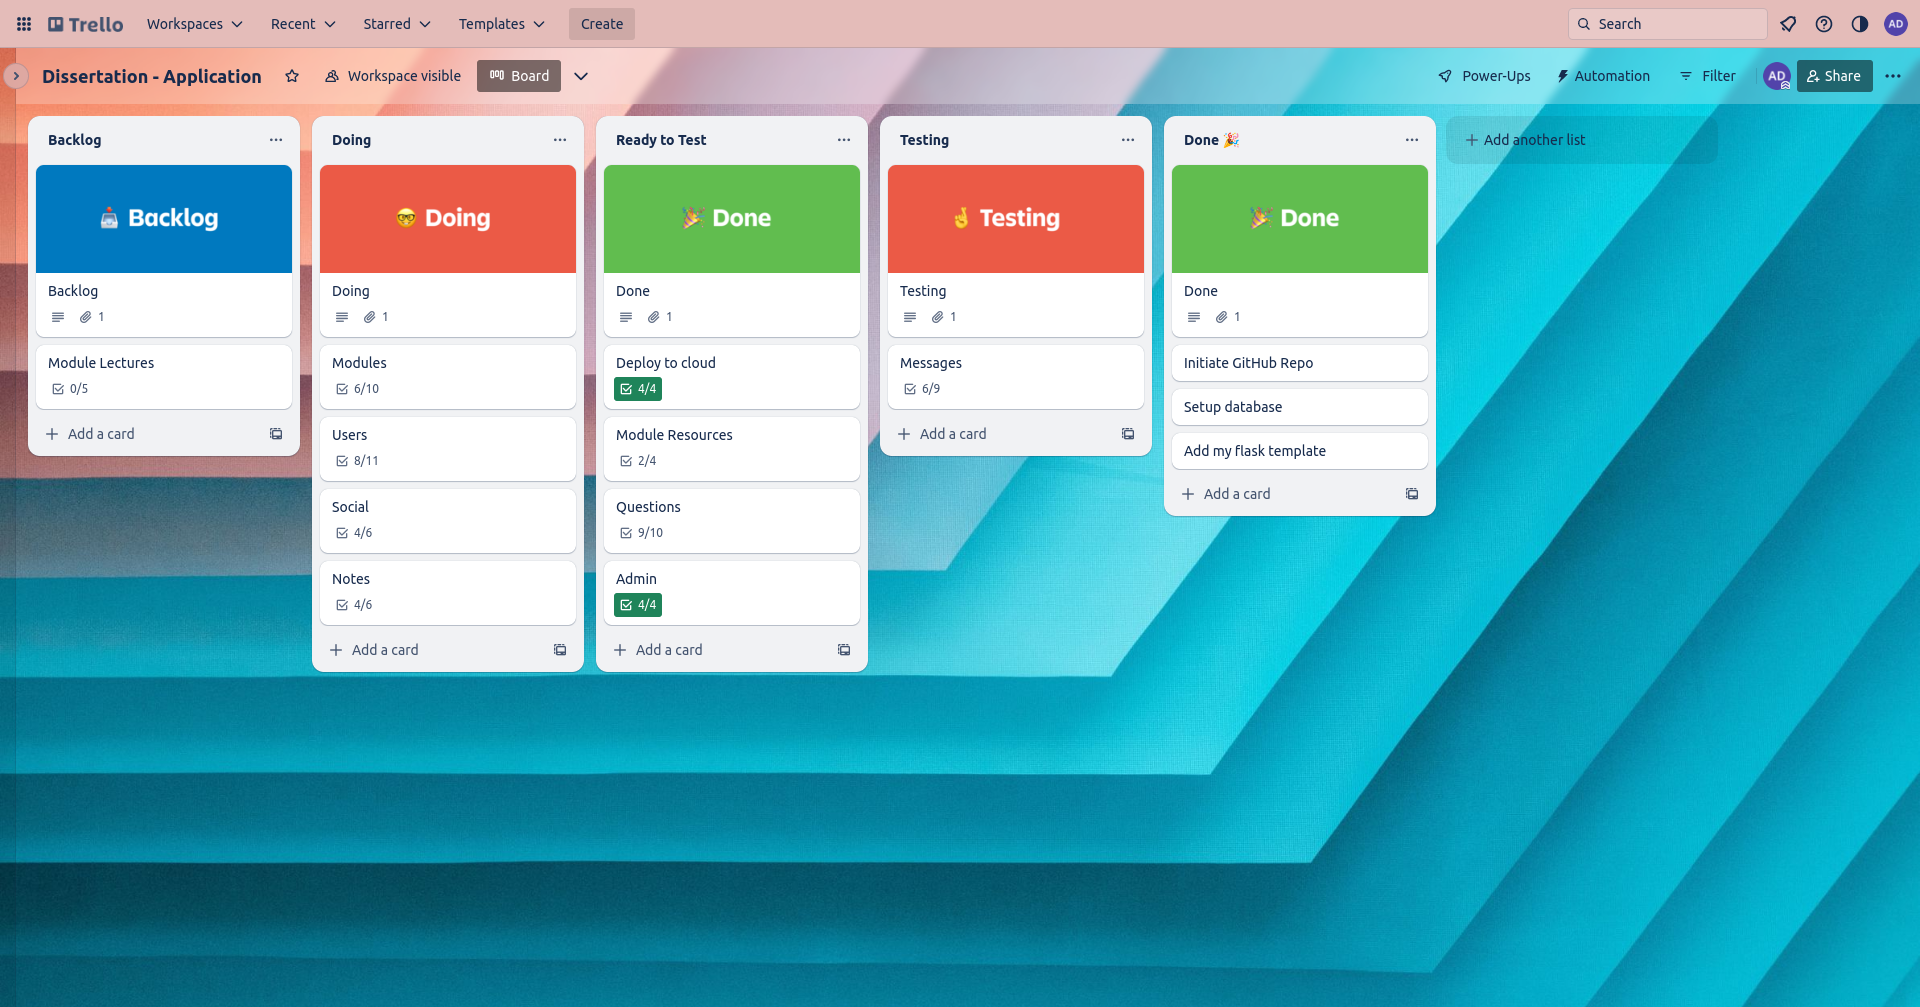 Trello Workspaces Recent Starred Templates Create Search AD
Dissertation - Application Workspace visible Board Power-Ups Automation Filter AD Share
Backlog
📥 Backlog
Backlog
1
Module Lectures
0/5
Add a card
Doing
🤓 Doing
Doing
1
Modules
6/10
Users
8/11
Social
4/6
Notes
4/6
Add a card
Ready to Test
🎉 Done
Done
1
Deploy to cloud
4/4
Module Resources
2/4
Questions
9/10
Admin
4/4
Add a card
Testing
🤞 Testing
Testing
1
Messages
6/9
Add a card
Done 🎉
🎉 Done
Done
1
Initiate GitHub Repo
Setup database
Add my flask template
Add a card
Add another list